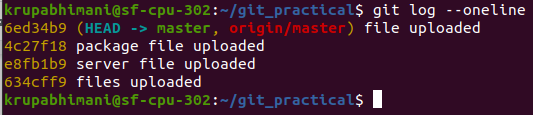 krupabhimani@sf-cpu-302:~/git_practical$ git log --oneline
6ed34b9 (HEAD -> master, origin/master) file uploaded
4c27f18 package file uploaded
e8fb1b9 server file uploaded
634cff9 files uploaded
krupabhimani@sf-cpu-302:~/git_practical$